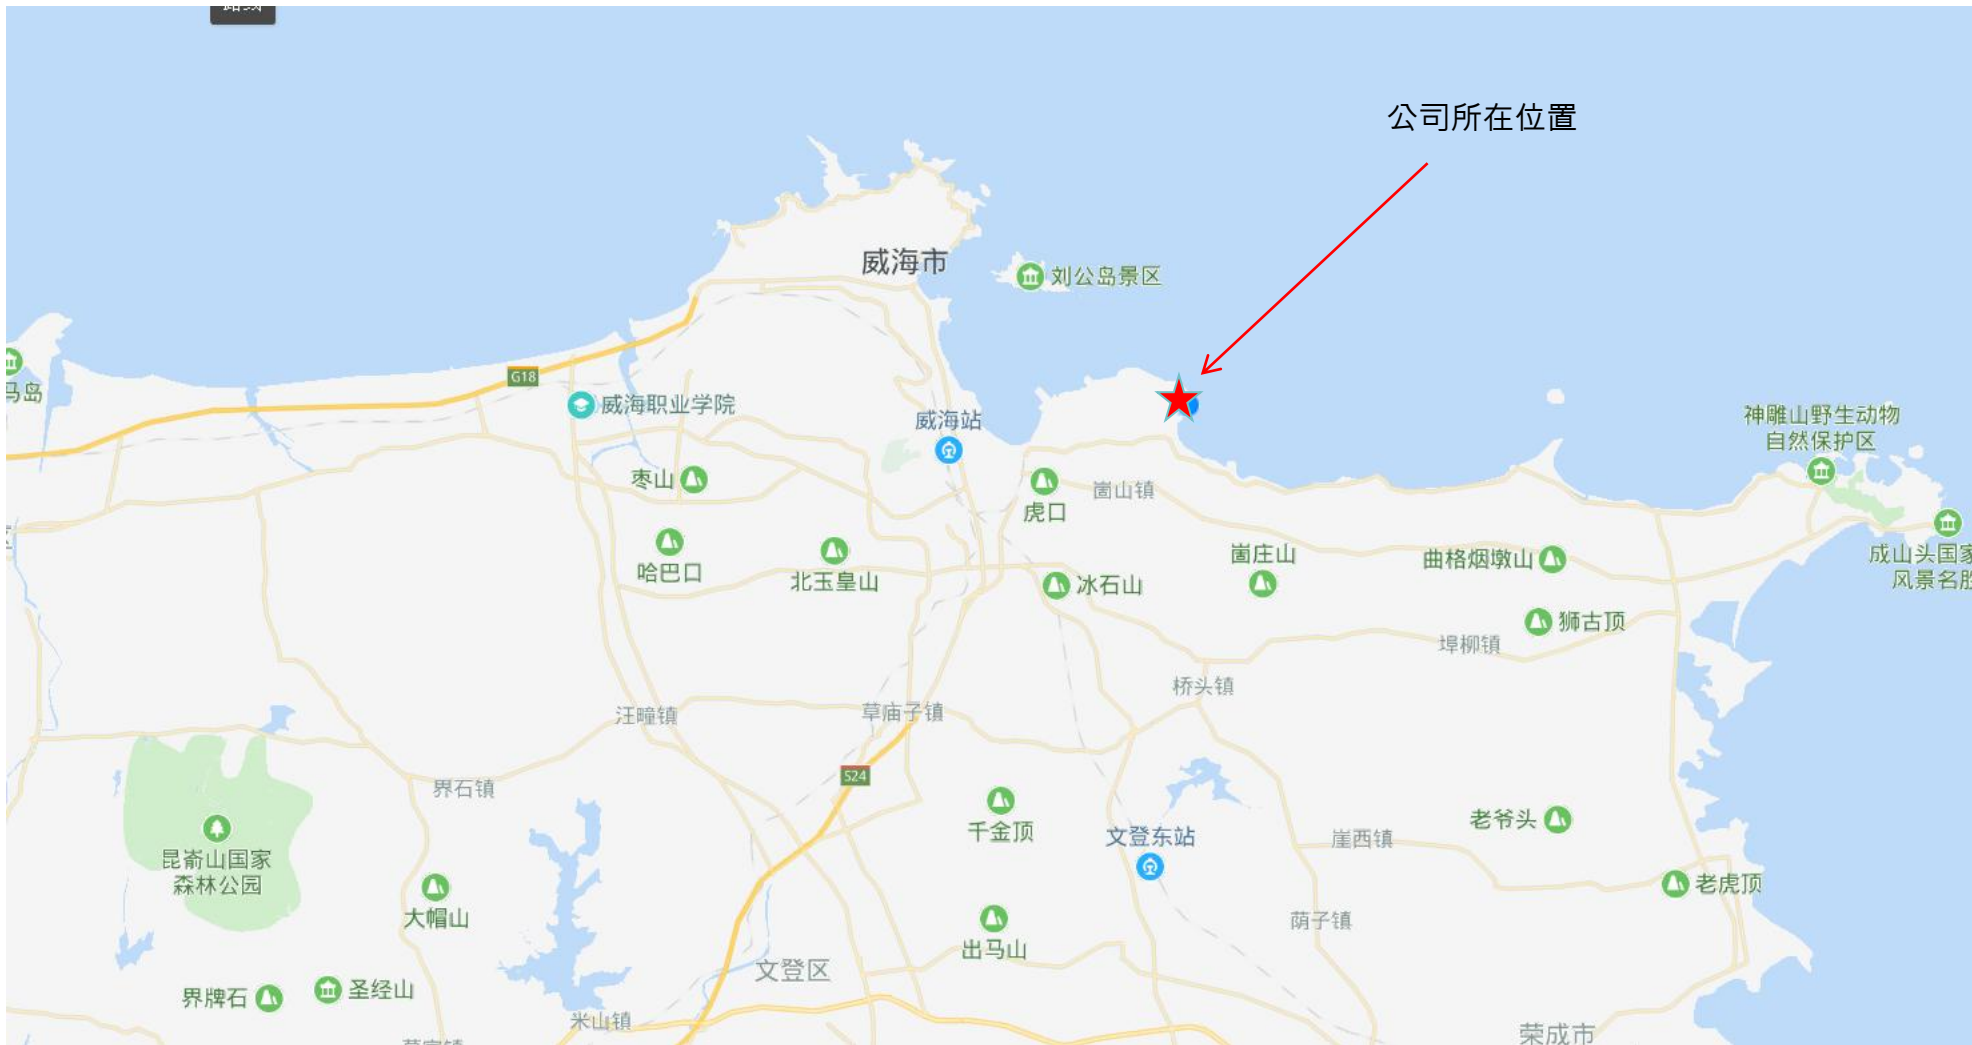 公司所在位置
威海市
刘公岛景区
马岛
G18
威海职业学院
威海站
神雕山野生动物
自然保护区
枣山
虎口
崮山镇
成山头国家
风景名胜
哈巴口
北玉皇山
冰石山
崮庄山
曲格烟墩山
狮古顶
埠柳镇
桥头镇
汪疃镇
草庙子镇
S24
界石镇
千金顶
文登东站
崖西镇
老爷头
昆嵛山国家
森林公园
大帽山
老虎顶
荫子镇
出马山
文登区
界牌石
圣经山
米山镇
荣成市